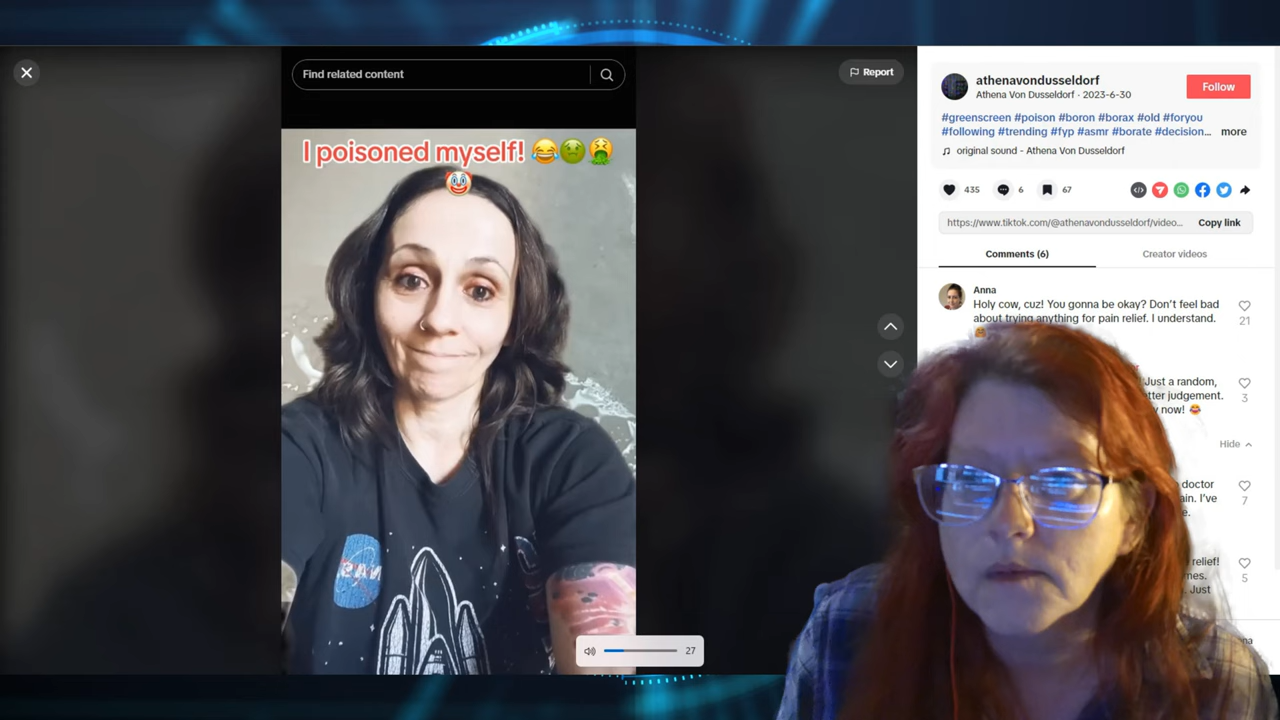 Find related content
Report
I poisoned myself! 😂🤢🤮
🤡
27
athenavondusseldorf
Athena Von Dusseldorf · 2023-6-30
Follow
#greenscreen #poison #boron #borax #old #foryou
#following #trending #fyp #asmr #borate #decision... more
original sound - Athena Von Dusseldorf
435
6
67
https://www.tiktok.com/@athenavondusseldorf/video... Copy link
Comments (6)
Creator videos
Anna
Holy cow, cuz! You gonna be okay? Don't feel bad
about trying anything for pain relief. I understand.
21
Just a random,
judgement.
now! 😂
3
Hide
doctor
I've
7
relief!
Just
5